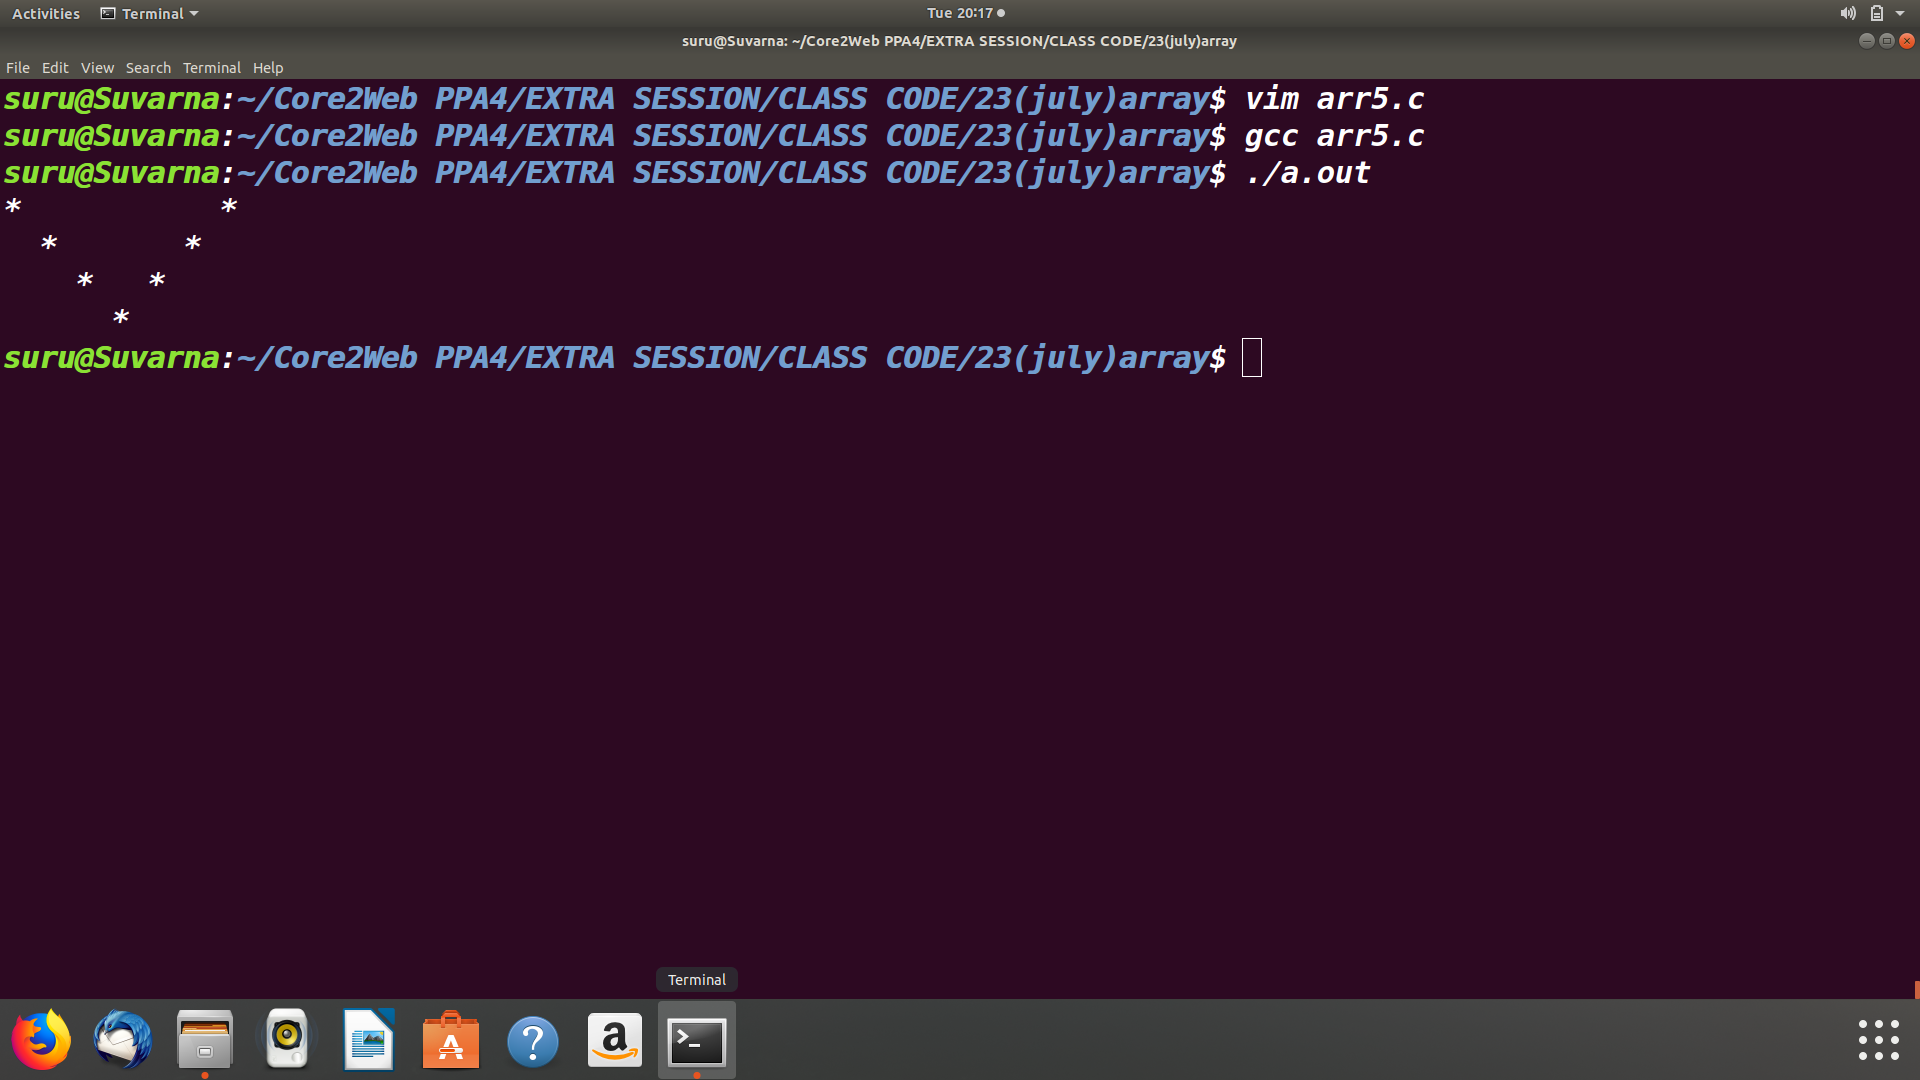 Activities Terminal Tue 20:17
suru@Suvarna: ~/Core2Web PPA4/EXTRA SESSION/CLASS CODE/23(july)array
File Edit View Search Terminal Help
suru@Suvarna:~/Core2Web PPA4/EXTRA SESSION/CLASS CODE/23(july)array$ vim arr5.c
suru@Suvarna:~/Core2Web PPA4/EXTRA SESSION/CLASS CODE/23(july)array$ gcc arr5.c
suru@Suvarna:~/Core2Web PPA4/EXTRA SESSION/CLASS CODE/23(july)array$ ./a.out
*           *
  *       *
    *   *
      *
suru@Suvarna:~/Core2Web PPA4/EXTRA SESSION/CLASS CODE/23(july)array$
Terminal